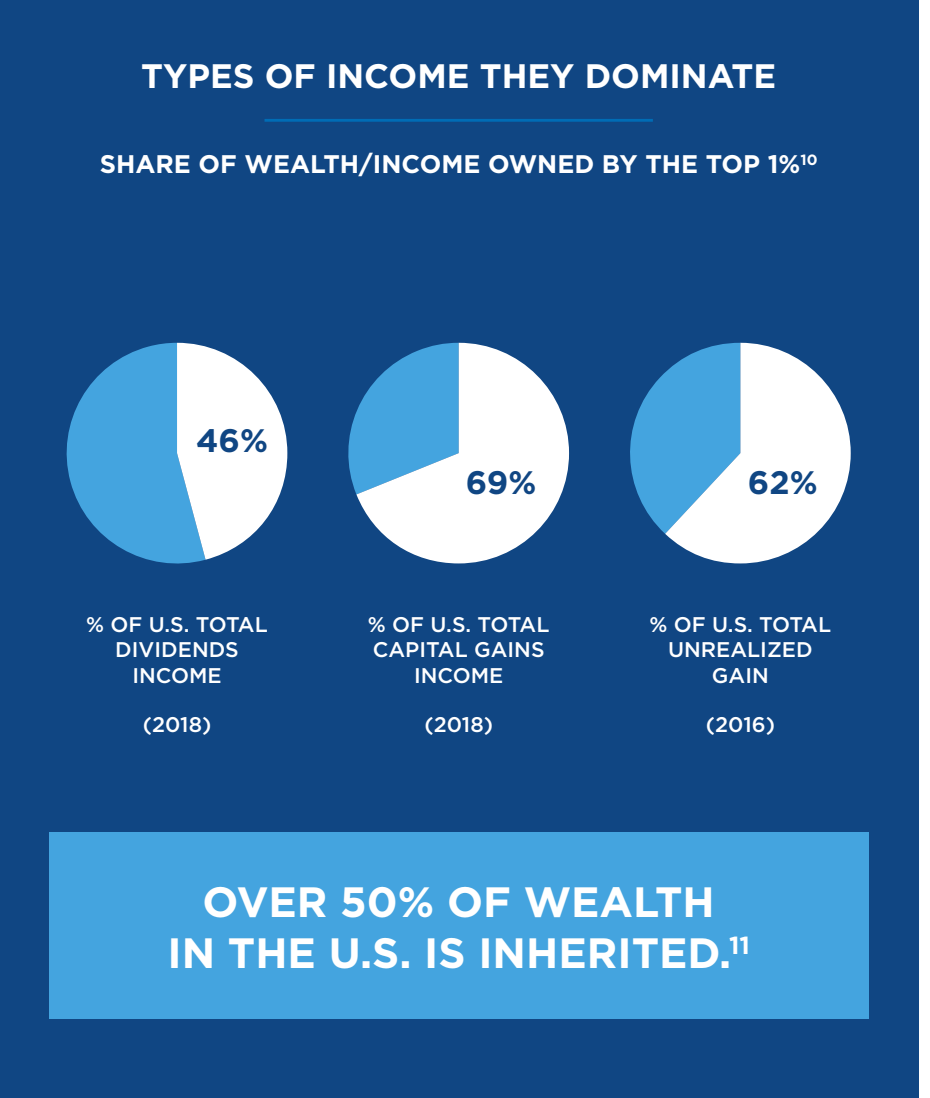 TYPES OF INCOME THEY DOMINATE
SHARE OF WEALTH/INCOME OWNED BY THE TOP 1%¹⁰
46%
69%
62%
% OF U.S. TOTAL
DIVIDENDS
INCOME
(2018)
% OF U.S. TOTAL
CAPITAL GAINS
INCOME
(2018)
% OF U.S. TOTAL
UNREALIZED
GAIN
(2016)
OVER 50% OF WEALTH
IN THE U.S. IS INHERITED.¹¹